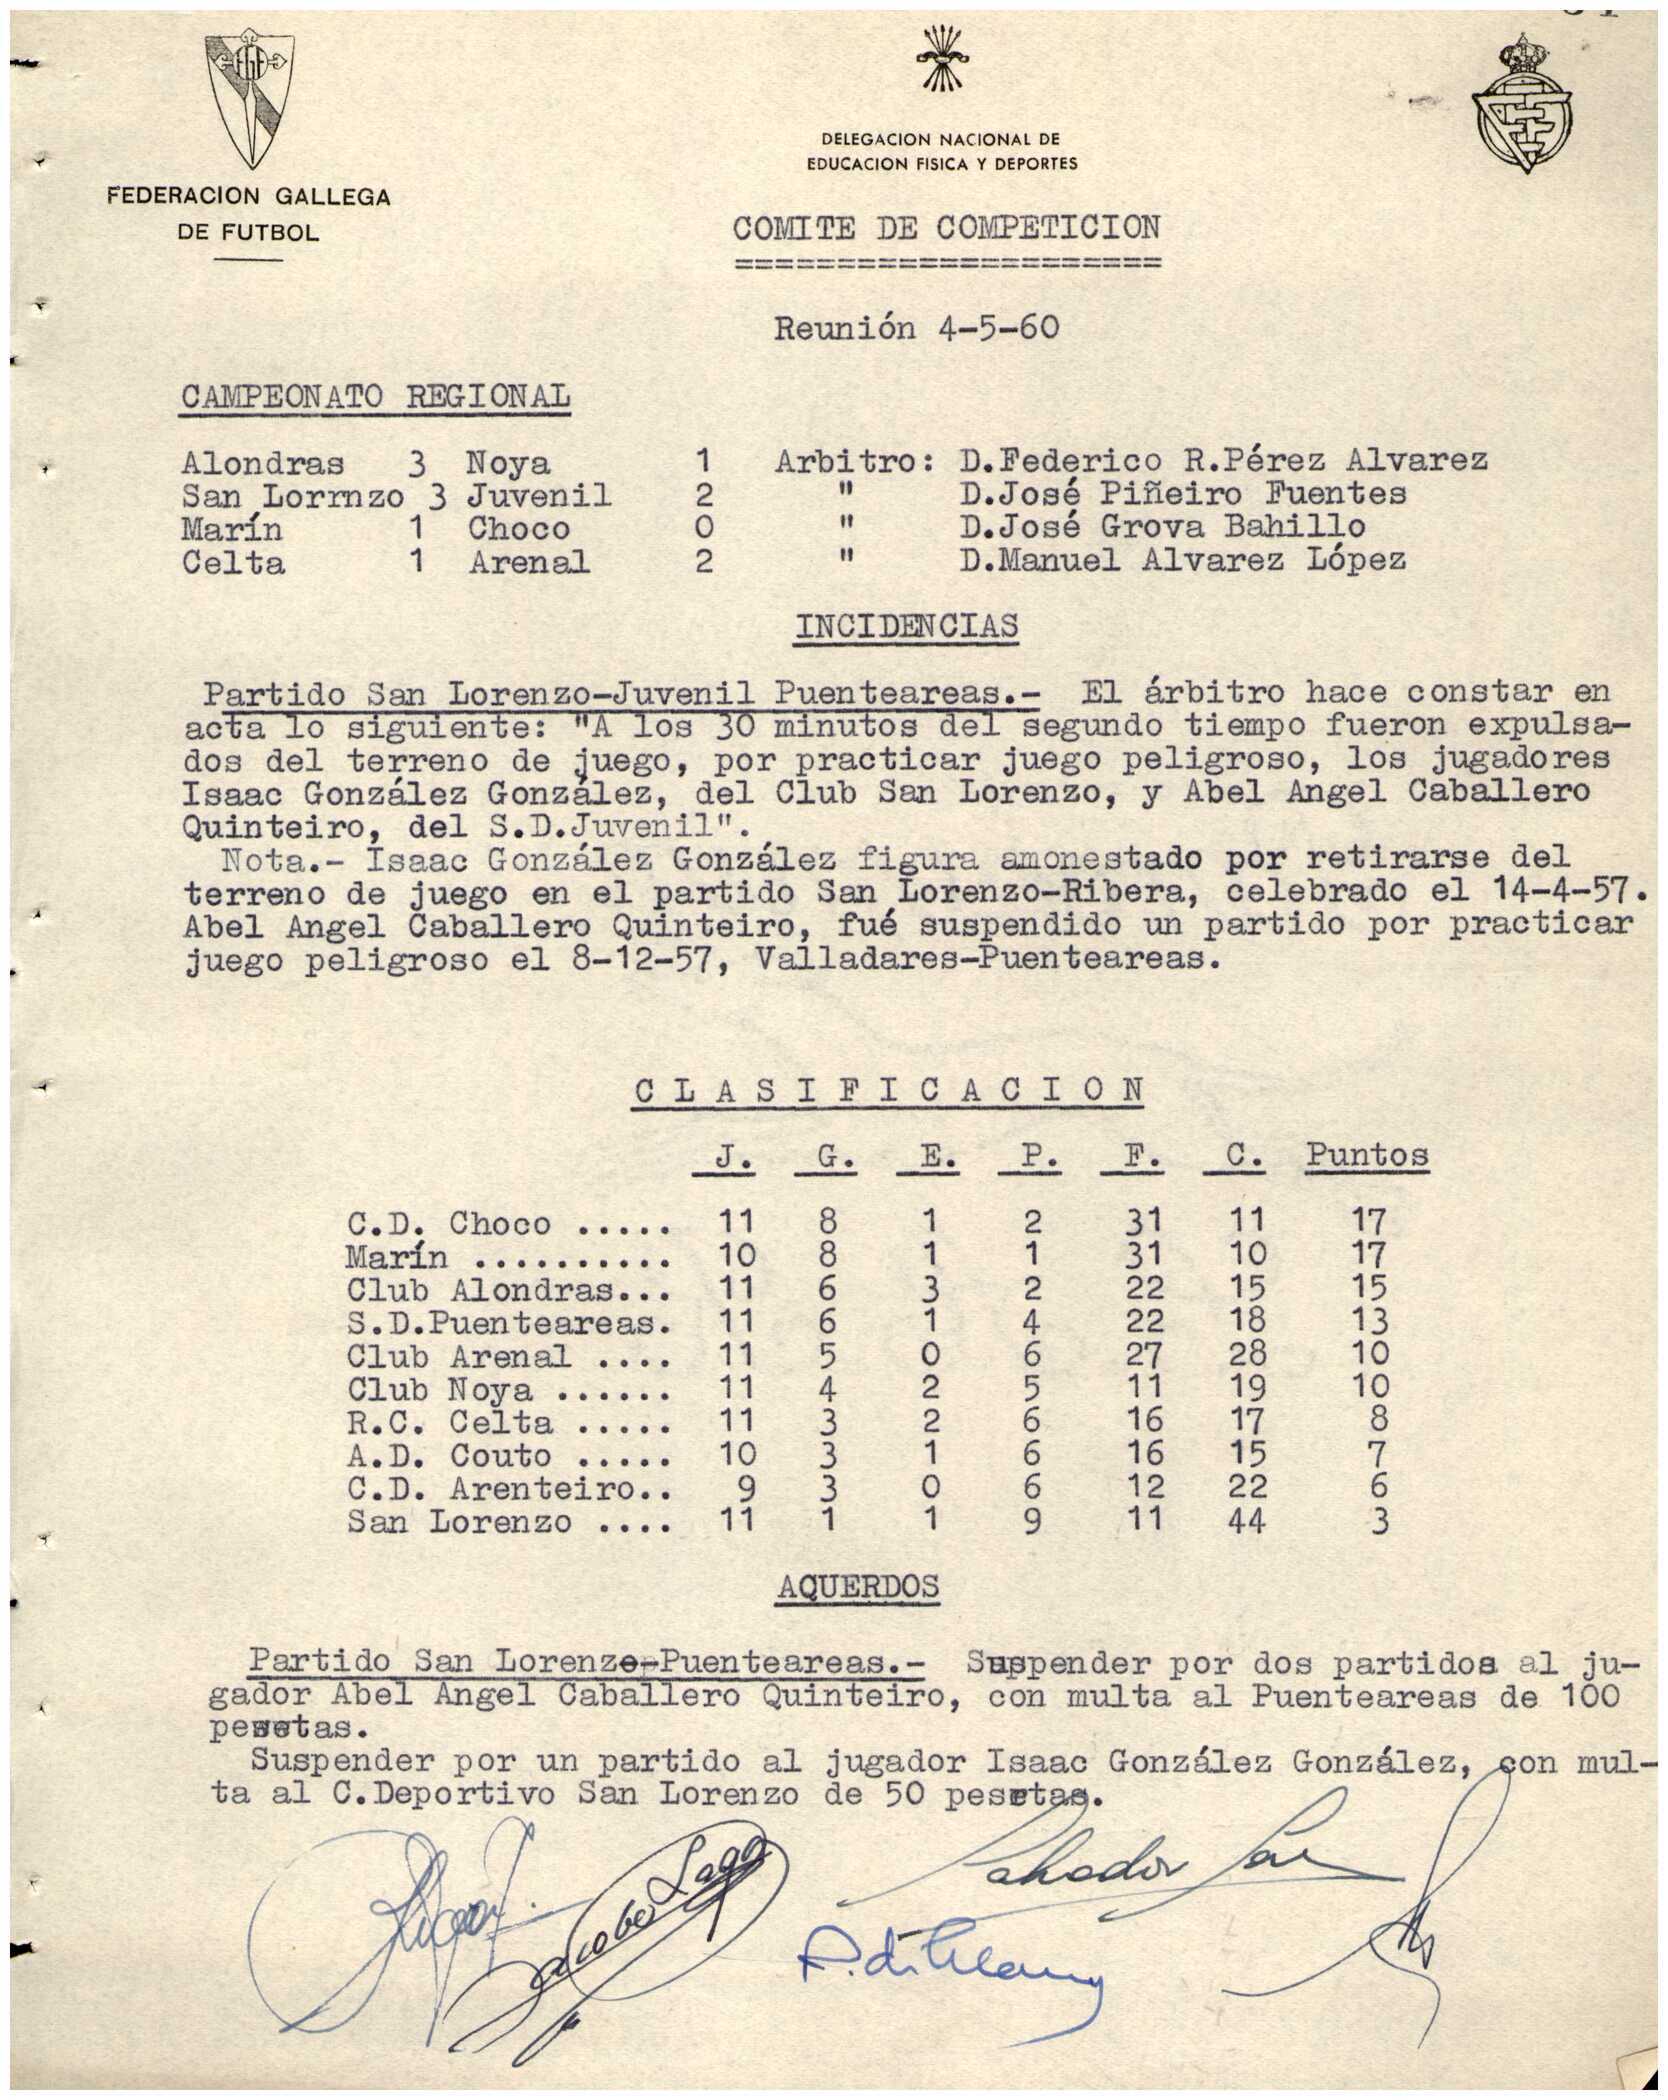 FGF
FEDERACION GALLEGA
DE FUTBOL
DELEGACION NACIONAL DE
EDUCACION FISICA Y DEPORTES
COMITE DE COMPETICION
=====================
Reunión 4-5-60
CAMPEONATO REGIONAL
Alondras 3 Noya 1 Arbitro: D.Federico R.Pérez Alvarez
San Lorrnzo 3 Juvenil 2 " D.José Piñeiro Fuentes
Marín 1 Choco 0 " D.José Grova Bahillo
Celta 1 Arenal 2 " D.Manuel Alvarez López
INCIDENCIAS
Partido San Lorenzo-Juvenil Puenteareas.- El árbitro hace constar en
acta lo siguiente: "A los 30 minutos del segundo tiempo fueron expulsa-
dos del terreno de juego, por practicar juego peligroso, los jugadores
Isaac González González, del Club San Lorenzo, y Abel Angel Caballero
Quinteiro, del S.D.Juvenil".
Nota.- Isaac González González figura amonestado por retirarse del
terreno de juego en el partido San Lorenzo-Ribera, celebrado el 14-4-57.
Abel Angel Caballero Quinteiro, fué suspendido un partido por practicar
juego peligroso el 8-12-57, Valladares-Puenteareas.
C L A S I F I C A C I O N
J. G. E. P. F. C. Puntos
C.D. Choco ..... 11 8 1 2 31 11 17
Marín .......... 10 8 1 1 31 10 17
Club Alondras... 11 6 3 2 22 15 15
S.D.Puenteareas. 11 6 1 4 22 18 13
Club Arenal .... 11 5 0 6 27 28 10
Club Noya ...... 11 4 2 5 11 19 10
R.C. Celta ..... 11 3 2 6 16 17 8
A.D. Couto ..... 10 3 1 6 16 15 7
C.D. Arenteiro.. 9 3 0 6 12 22 6
San Lorenzo .... 11 1 1 9 11 44 3
ACUERDOS
Partido San Lorenzo-Puenteareas.- Suspender por dos partidos al ju-
gador Abel Angel Caballero Quinteiro, con multa al Puenteareas de 100
pesetas.
Suspender por un partido al jugador Isaac González González, con mul-
ta al C.Deportivo San Lorenzo de 50 pesetas.
Jacobo Lago